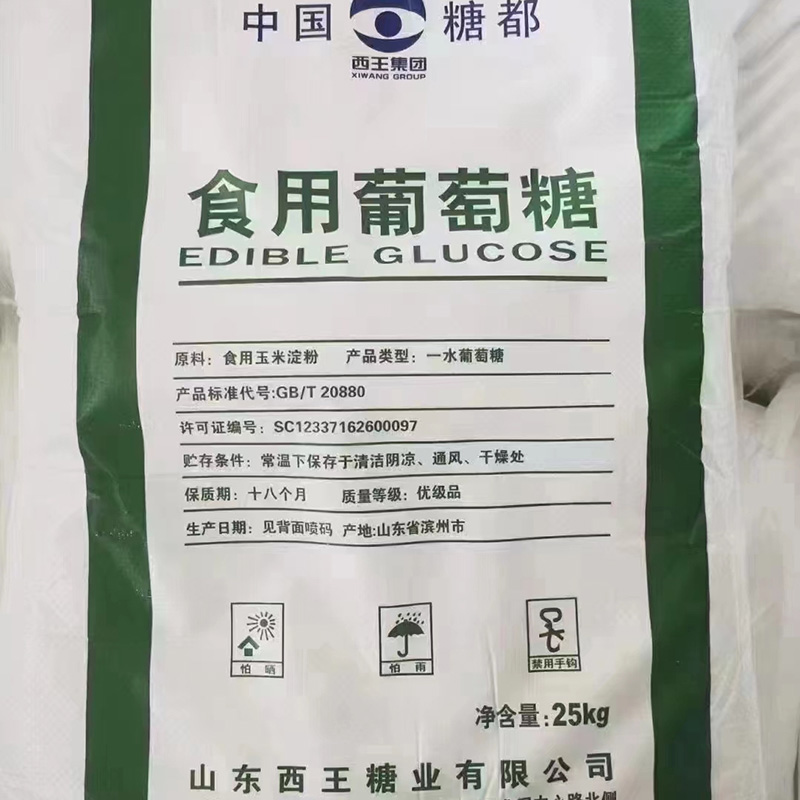 中国 糖都
西王集团
XIWANG GROUP
食用葡萄糖
EDIBLE GLUCOSE
原料：食用玉米淀粉 产品类型：一水葡萄糖
产品标准代号:GB/T 20880
许可证编号：SC12337162600097
贮存条件：常温下保存于清洁阴凉、通风、干燥处
保质期：十八个月 质量等级：优级品
生产日期：见背面喷码 产地:山东省滨州市
怕 晒
怕 雨
禁用手钩
净含量:25kg
山东西王糖业有限公司